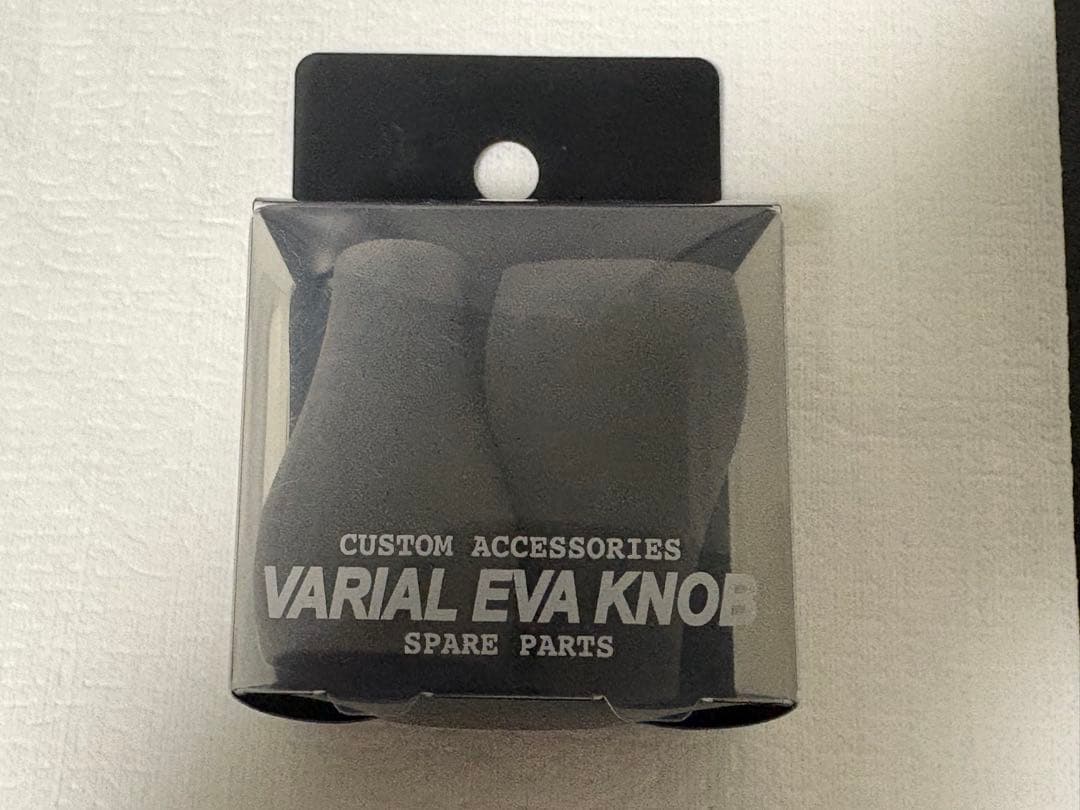 CUSTOM ACCESSORIES
VARIAL EVA KNOB
SPARE PARTS